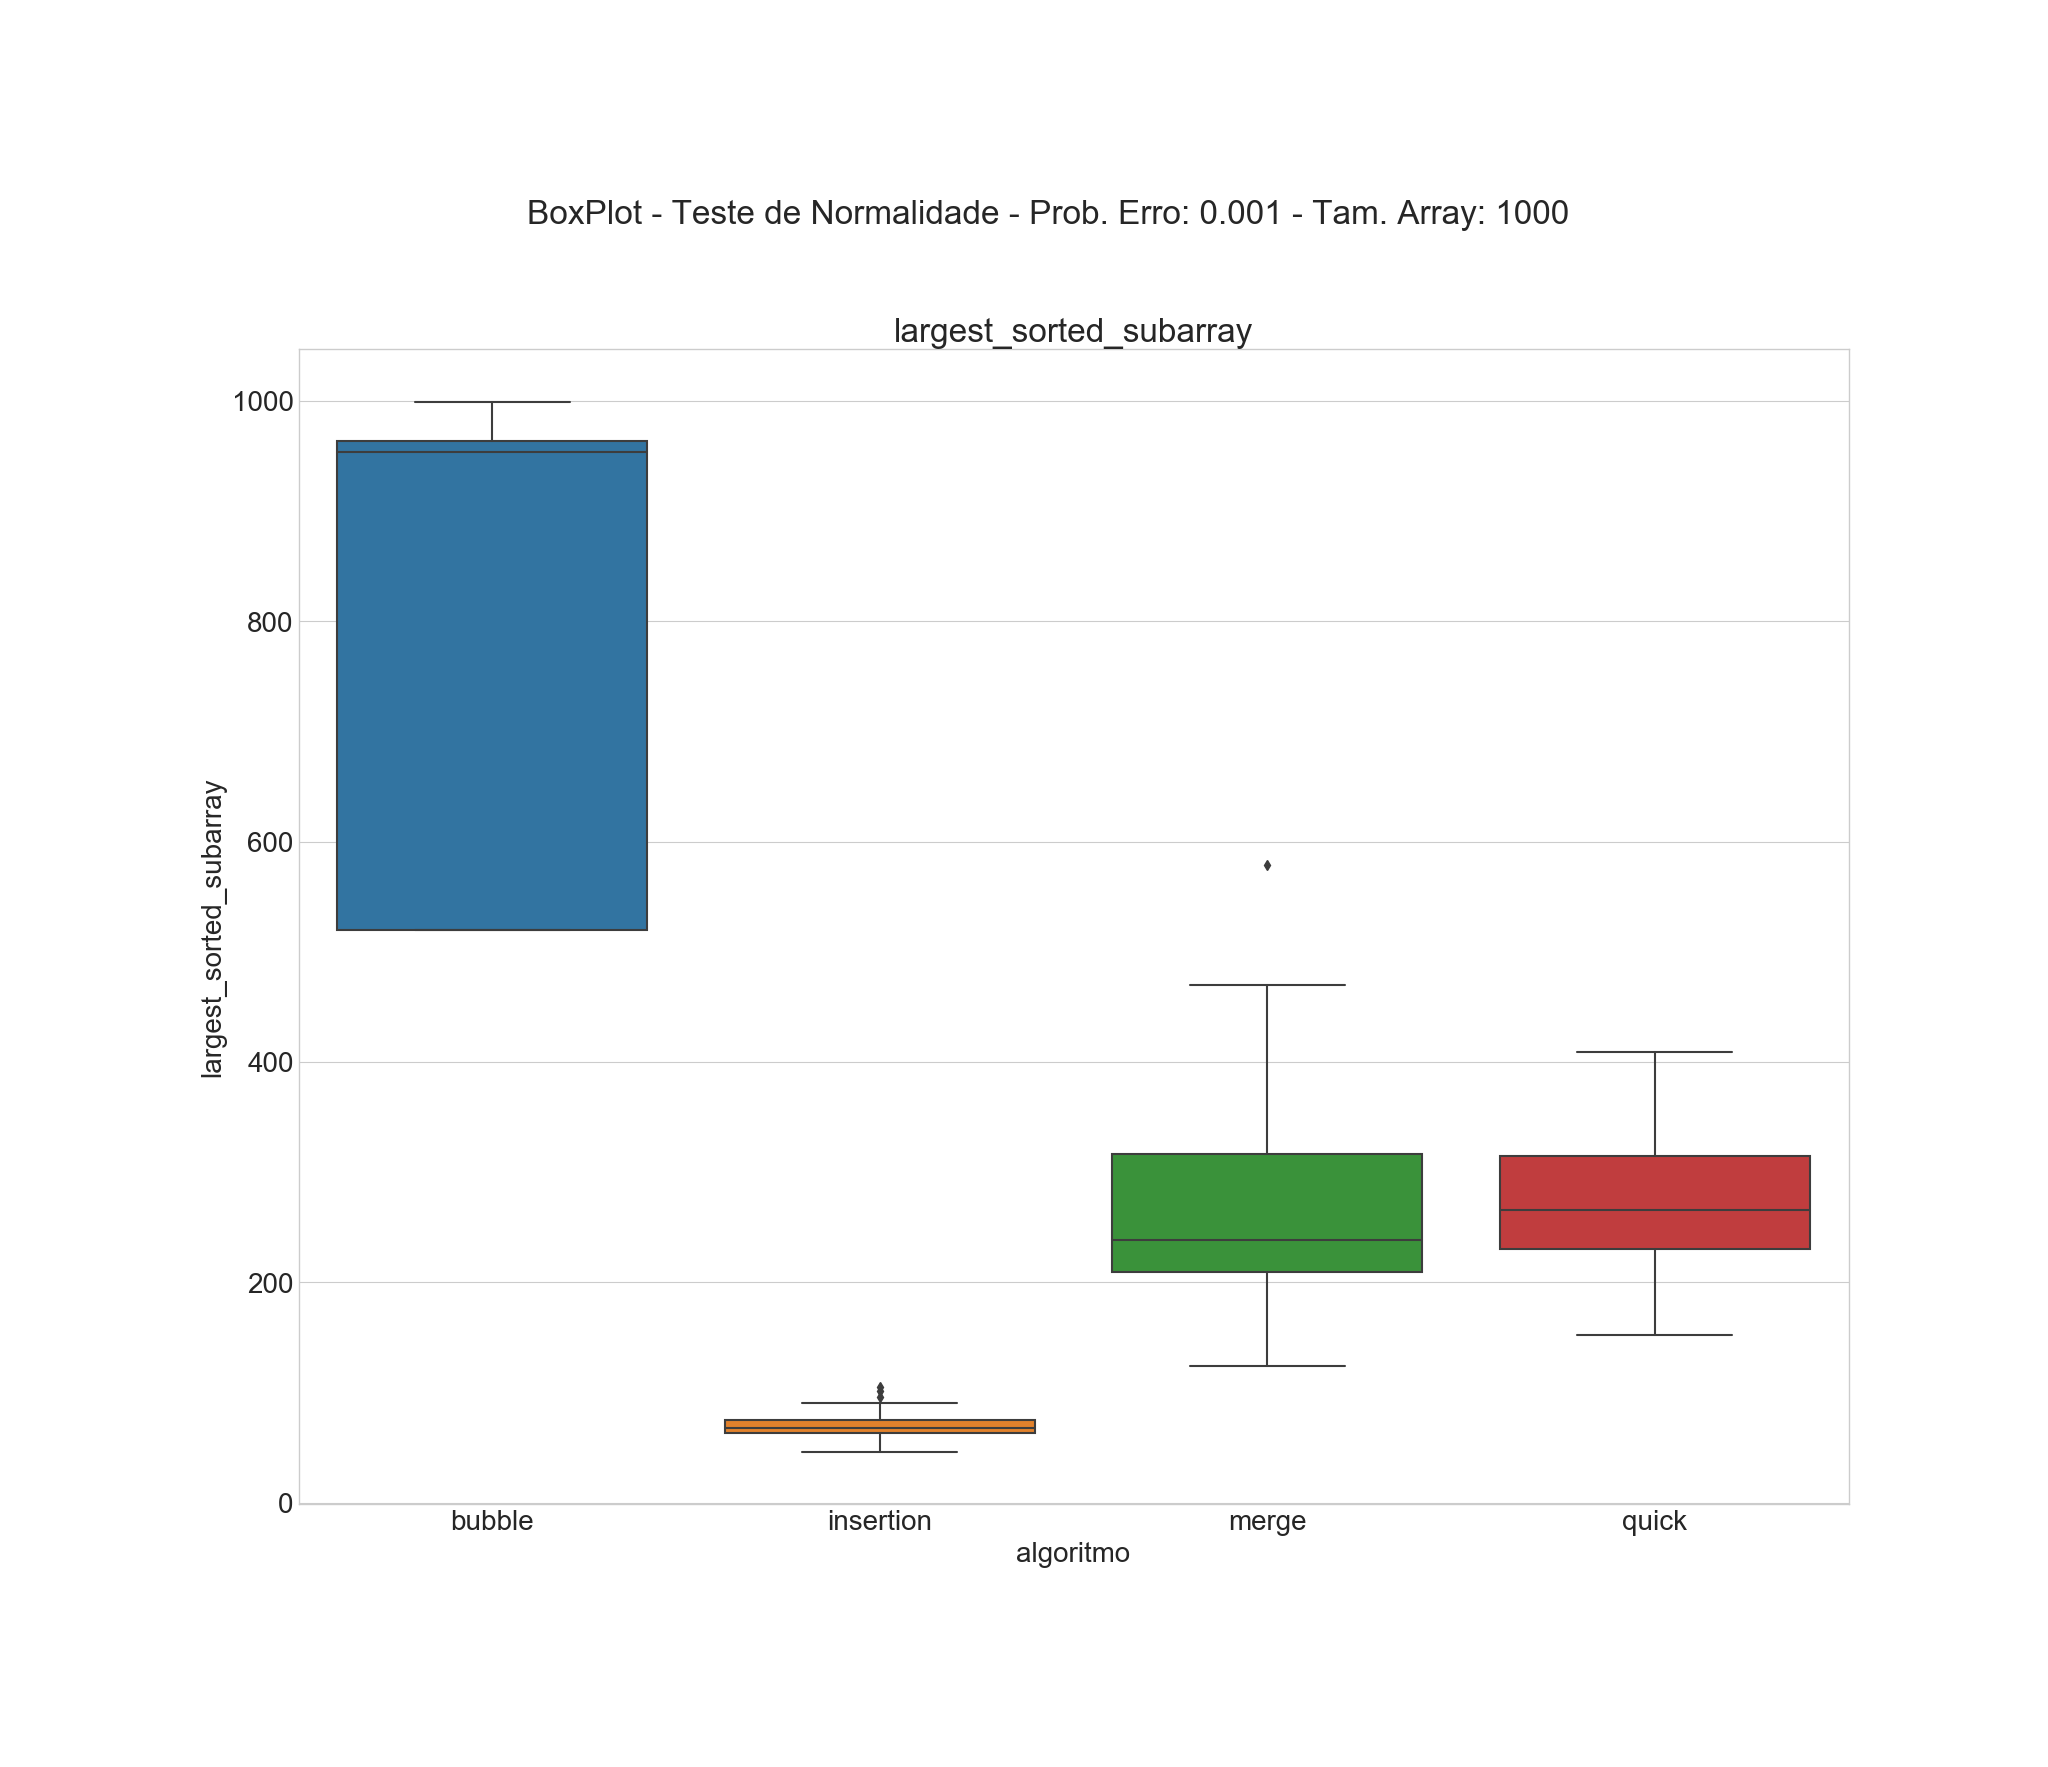 BoxPlot - Teste de Normalidade - Prob. Erro: 0.001 - Tam. Array: 1000
largest_sorted_subarray
1000
800
600
400
200
0
largest_sorted_subarray
bubble insertion merge quick
algoritmo